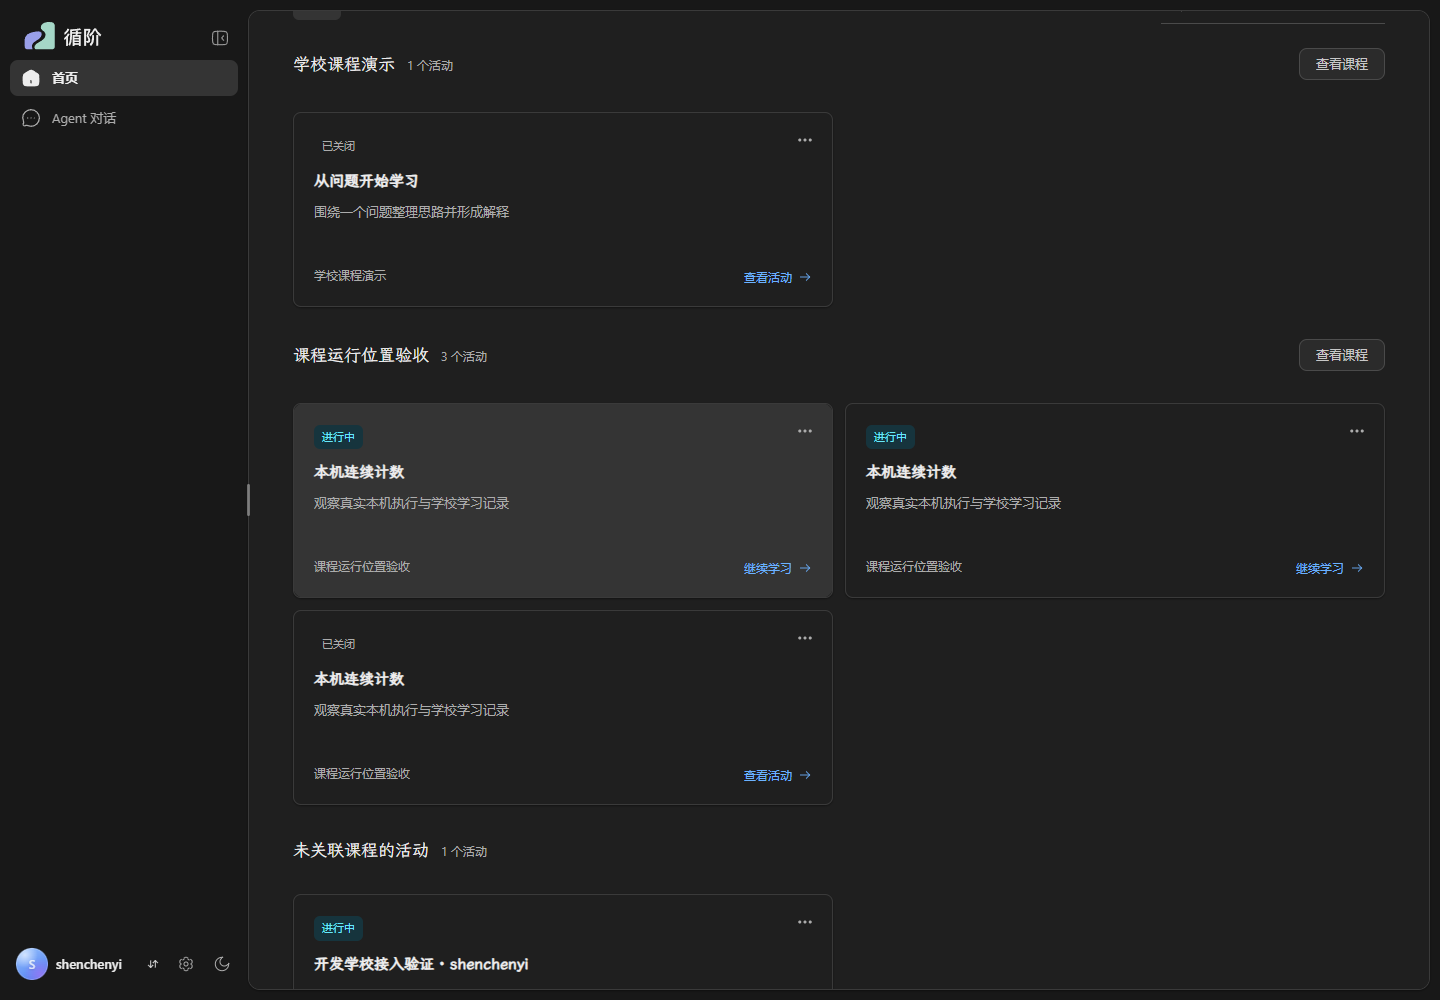 循阶
首页
Agent 对话
学校课程演示 1 个活动
查看课程
已关闭
从问题开始学习
围绕一个问题整理思路并形成解释
学校课程演示
查看活动
课程运行位置验收 3 个活动
查看课程
进行中
本机连续计数
观察真实本机执行与学校学习记录
课程运行位置验收
继续学习
进行中
本机连续计数
观察真实本机执行与学校学习记录
课程运行位置验收
继续学习
已关闭
本机连续计数
观察真实本机执行与学校学习记录
课程运行位置验收
查看活动
未关联课程的活动 1 个活动
进行中
开发学校接入验证・shenchenyi
S
shenchenyi